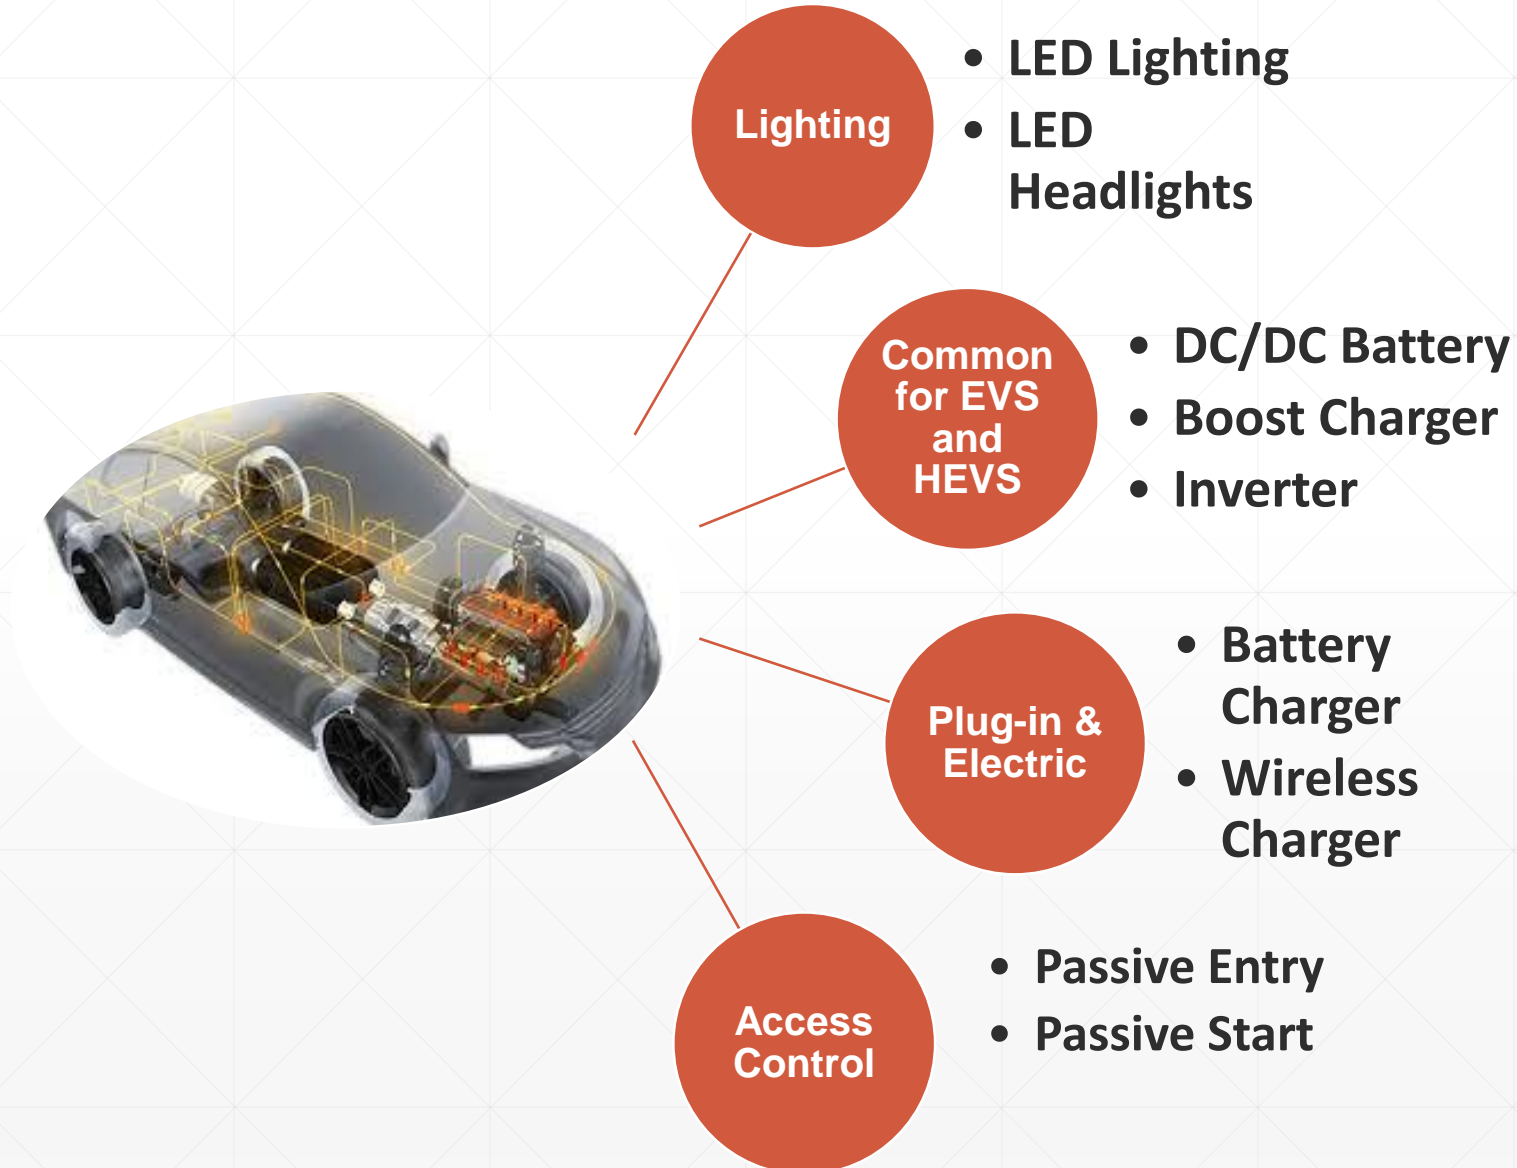 Lighting
• LED Lighting
• LED
Headlights
Common
for EVS
and
HEVS
• DC/DC Battery
• Boost Charger
• Inverter
Plug-in &
Electric
• Battery
Charger
• Wireless
Charger
Access
Control
• Passive Entry
• Passive Start